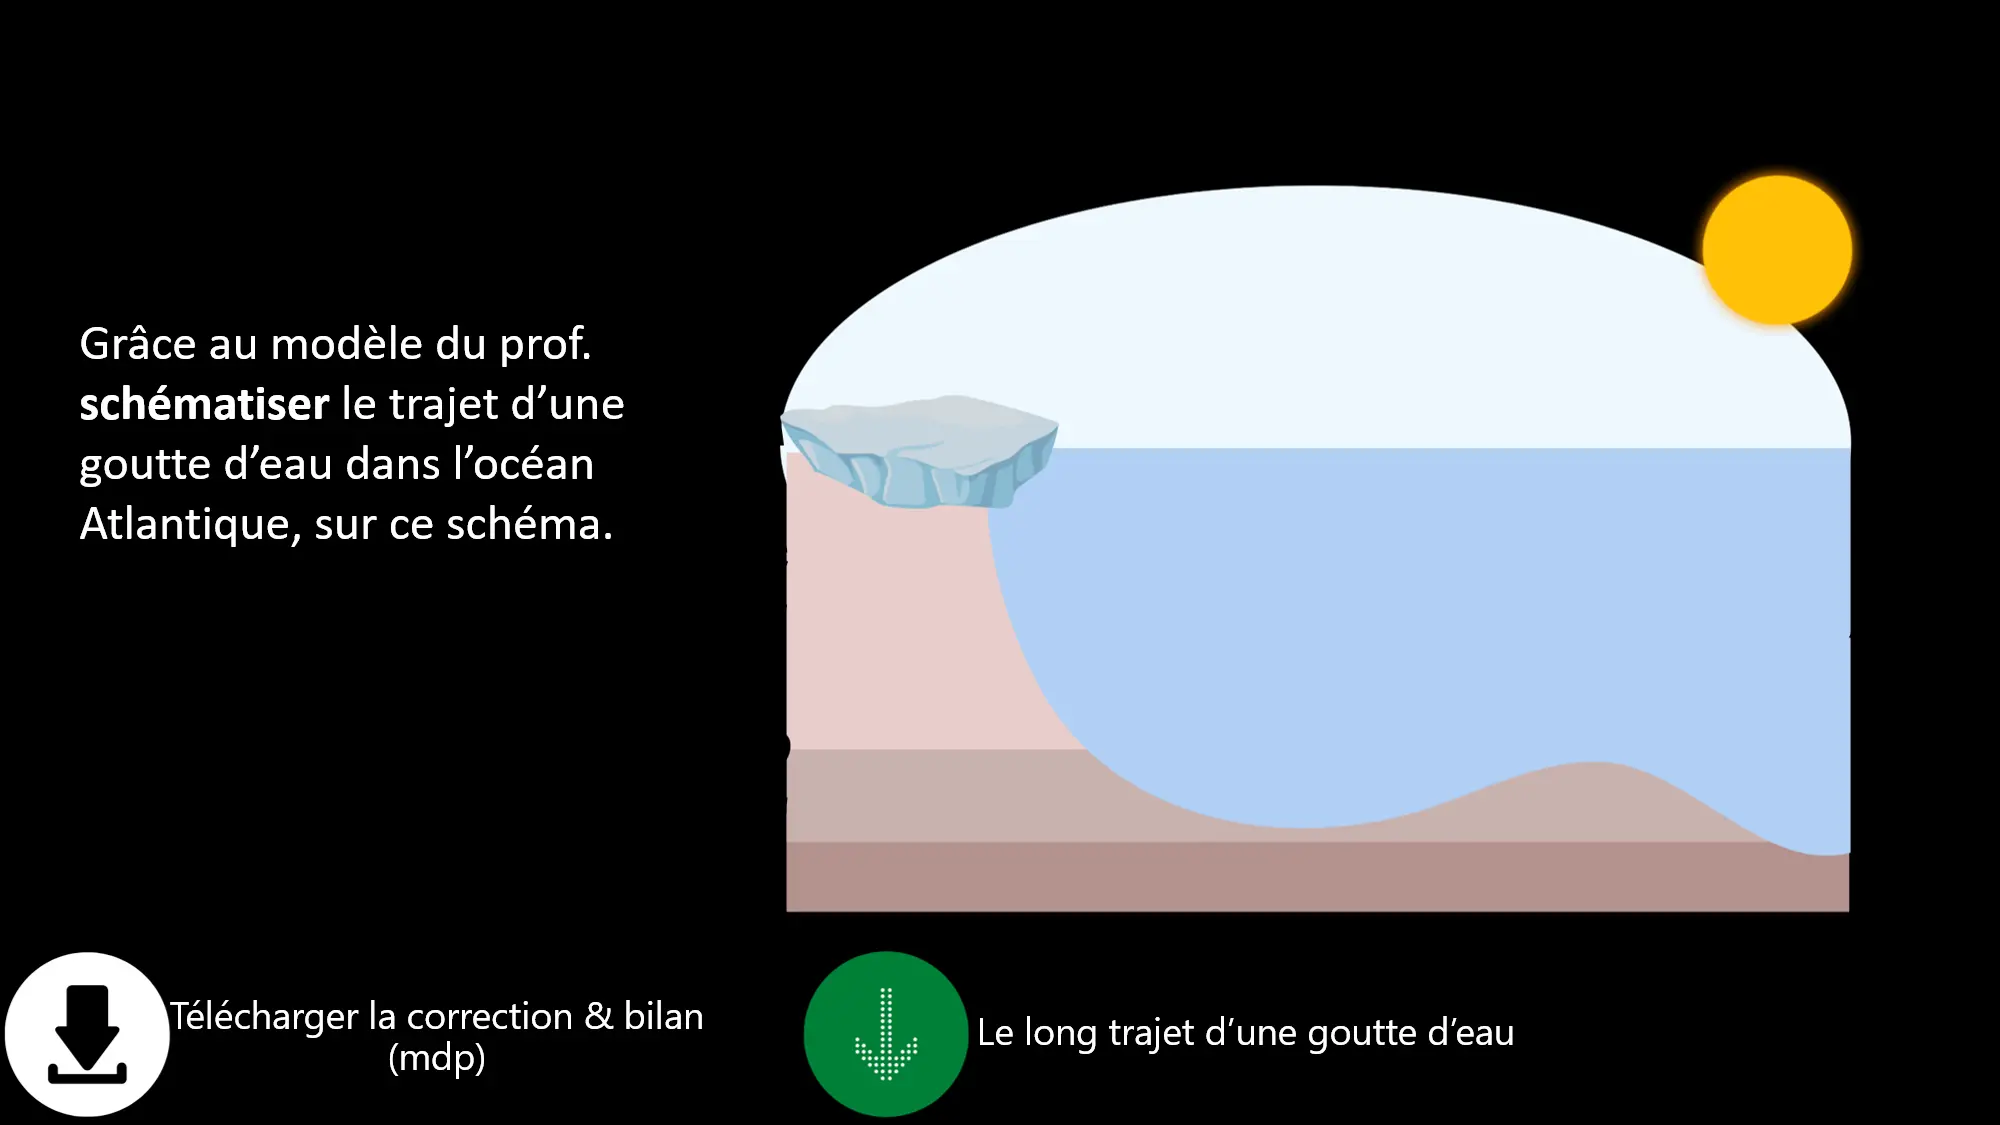 Grâce au modèle du prof.
schématiser le trajet d’une
goutte d’eau dans l’océan
Atlantique, sur ce schéma.
Télécharger la correction & bilan
(mdp)
Le long trajet d’une goutte d’eau